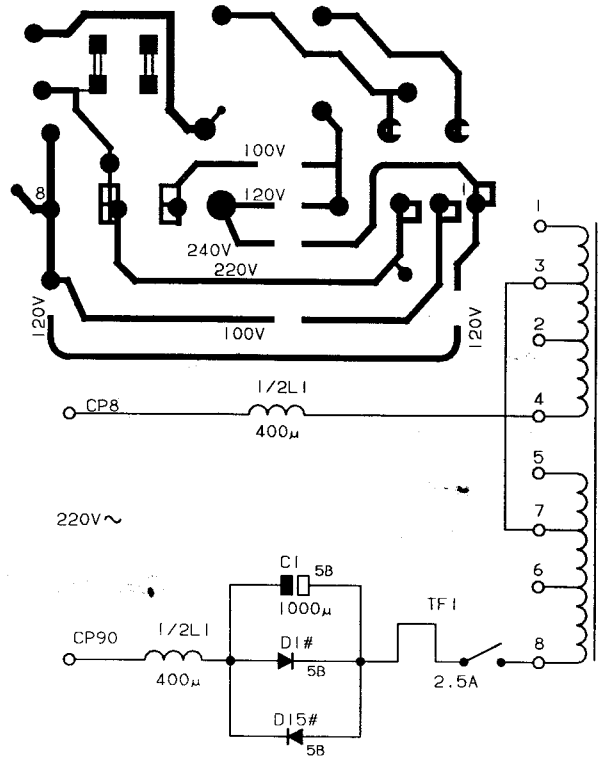 100V
8
120V
1
240V
220V
120V
100V
120V
1
3
2
1/2L1
CP8
4
400µ
5
220V~
7
C1
5B
6
1000µ
TF1
1/2L1
CP90
D1#
8
5B
400µ
2.5A
D15#
5B